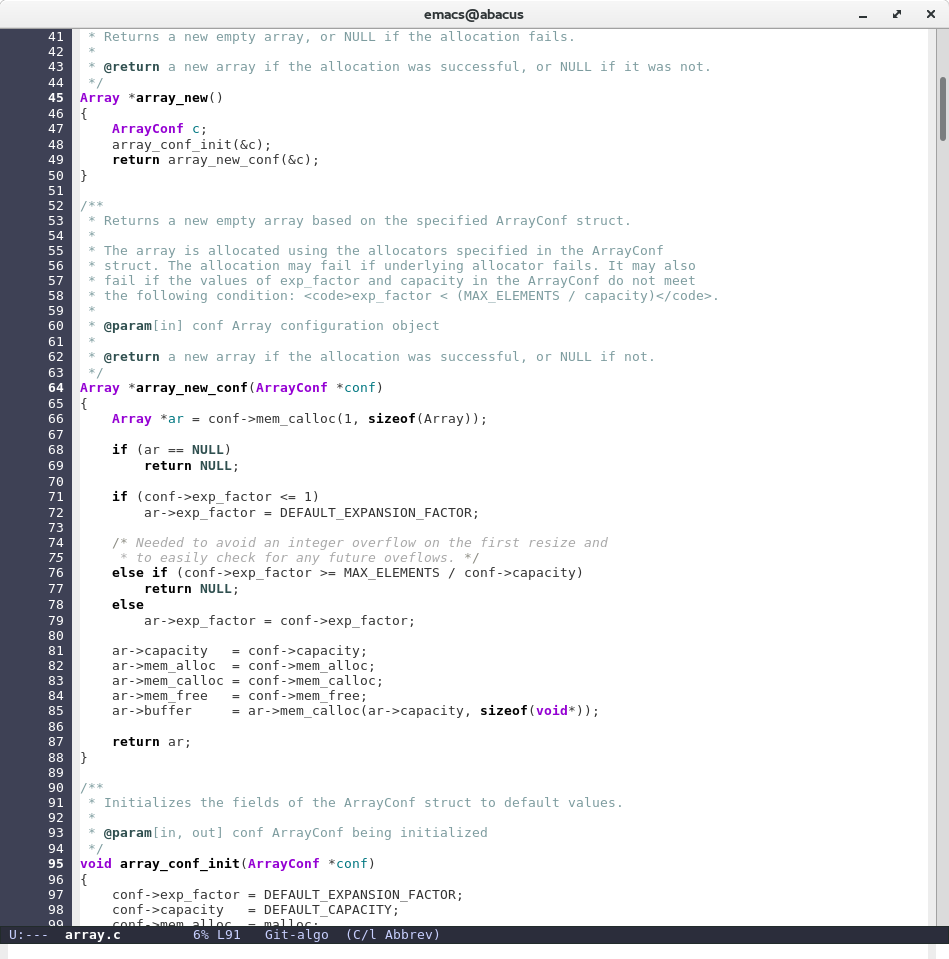 emacs@abacus
41  * Returns a new empty array, or NULL if the allocation fails.
42  *
43  * @return a new array if the allocation was successful, or NULL if it was not.
44  */
45 Array *array_new()
46 {
47     ArrayConf c;
48     array_conf_init(&c);
49     return array_new_conf(&c);
50 }
51
52 /**
53  * Returns a new empty array based on the specified ArrayConf struct.
54  *
55  * The array is allocated using the allocators specified in the ArrayConf
56  * struct. The allocation may fail if underlying allocator fails. It may also
57  * fail if the values of exp_factor and capacity in the ArrayConf do not meet
58  * the following condition: <code>exp_factor < (MAX_ELEMENTS / capacity)</code>.
59  *
60  * @param[in] conf Array configuration object
61  *
62  * @return a new array if the allocation was successful, or NULL if not.
63  */
64 Array *array_new_conf(ArrayConf *conf)
65 {
66     Array *ar = conf->mem_calloc(1, sizeof(Array));
67
68     if (ar == NULL)
69         return NULL;
70
71     if (conf->exp_factor <= 1)
72         ar->exp_factor = DEFAULT_EXPANSION_FACTOR;
73
74     /* Needed to avoid an integer overflow on the first resize and
75      * to easily check for any future oveflows. */
76     else if (conf->exp_factor >= MAX_ELEMENTS / conf->capacity)
77         return NULL;
78     else
79         ar->exp_factor = conf->exp_factor;
80
81     ar->capacity   = conf->capacity;
82     ar->mem_alloc  = conf->mem_alloc;
83     ar->mem_calloc = conf->mem_calloc;
84     ar->mem_free   = conf->mem_free;
85     ar->buffer     = ar->mem_calloc(ar->capacity, sizeof(void*));
86
87     return ar;
88 }
89
90 /**
91  * Initializes the fields of the ArrayConf struct to default values.
92  *
93  * @param[in, out] conf ArrayConf being initialized
94  */
95 void array_conf_init(ArrayConf *conf)
96 {
97     conf->exp_factor = DEFAULT_EXPANSION_FACTOR;
98     conf->capacity   = DEFAULT_CAPACITY;
99     conf->mem_alloc  = malloc;
U:---  array.c         6% L91   Git-algo  (C/l Abbrev)